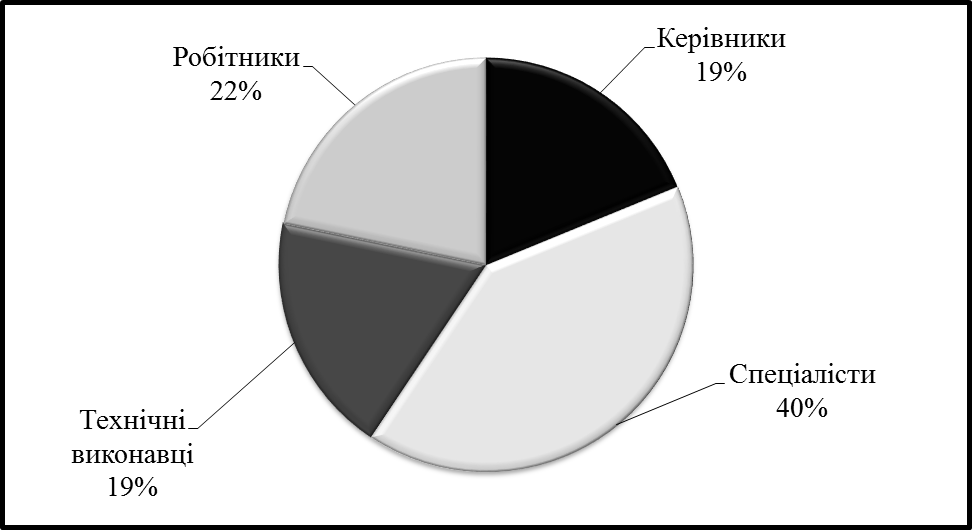 Робітники
22%
Керівники
19%
Спеціалісти
40%
Технічні
виконавці
19%